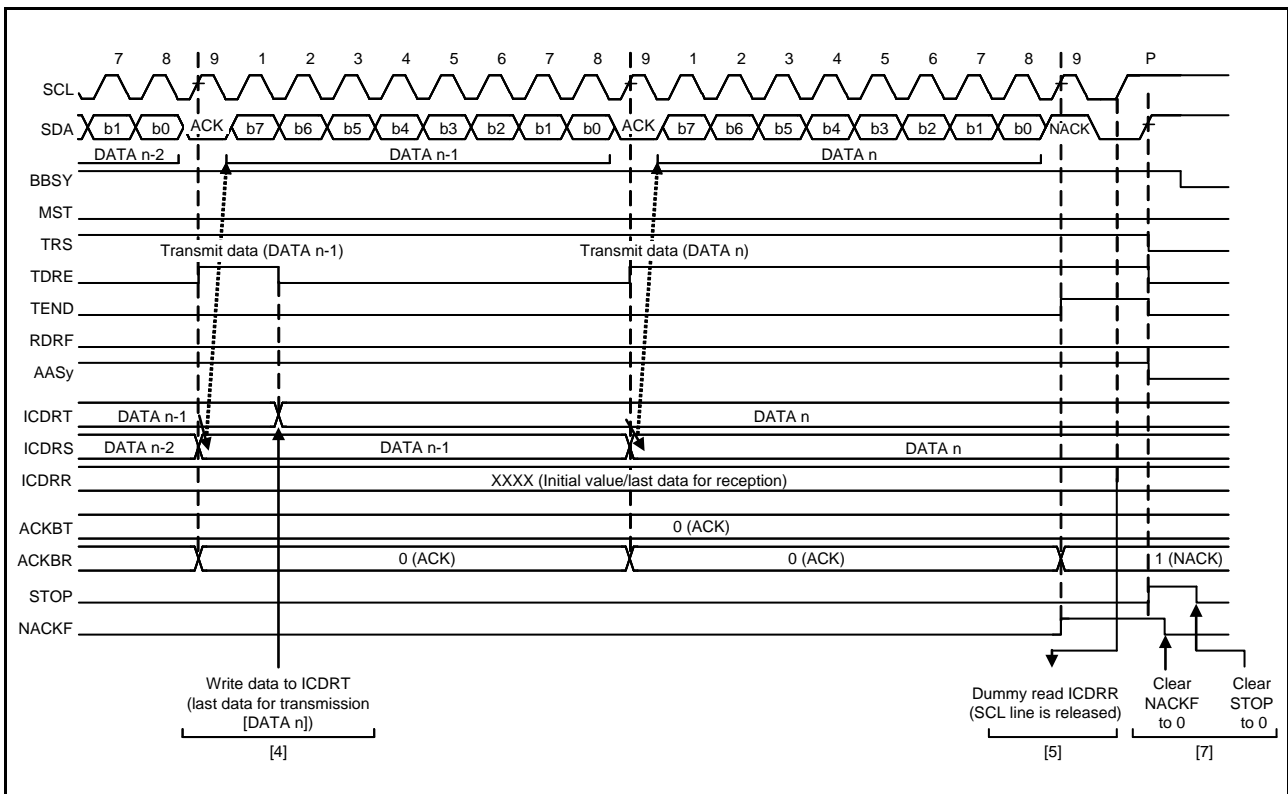 7 8 9 1 2 3 4 5 6 7 8 9 1 2 3 4 5 6 7 8 9 P
SCL
SDA b1 b0 ACK b7 b6 b5 b4 b3 b2 b1 b0 ACK b7 b6 b5 b4 b3 b2 b1 b0 NACK
DATA n-2 DATA n-1 DATA n
BBSY
MST
TRS
Transmit data (DATA n-1) Transmit data (DATA n)
TDRE
TEND
RDRF
AASy
ICDRT DATA n-1 DATA n
ICDRS DATA n-2 DATA n-1 DATA n
ICDRR XXXX (Initial value/last data for reception)
ACKBT 0 (ACK)
ACKBR 0 (ACK) 0 (ACK) 1 (NACK)
STOP
NACKF
Write data to ICDRT
(last data for transmission
[DATA n])
[4]
Dummy read ICDRR
(SCL line is released)
[5]
Clear
NACKF
to 0
Clear
STOP
to 0
[7]